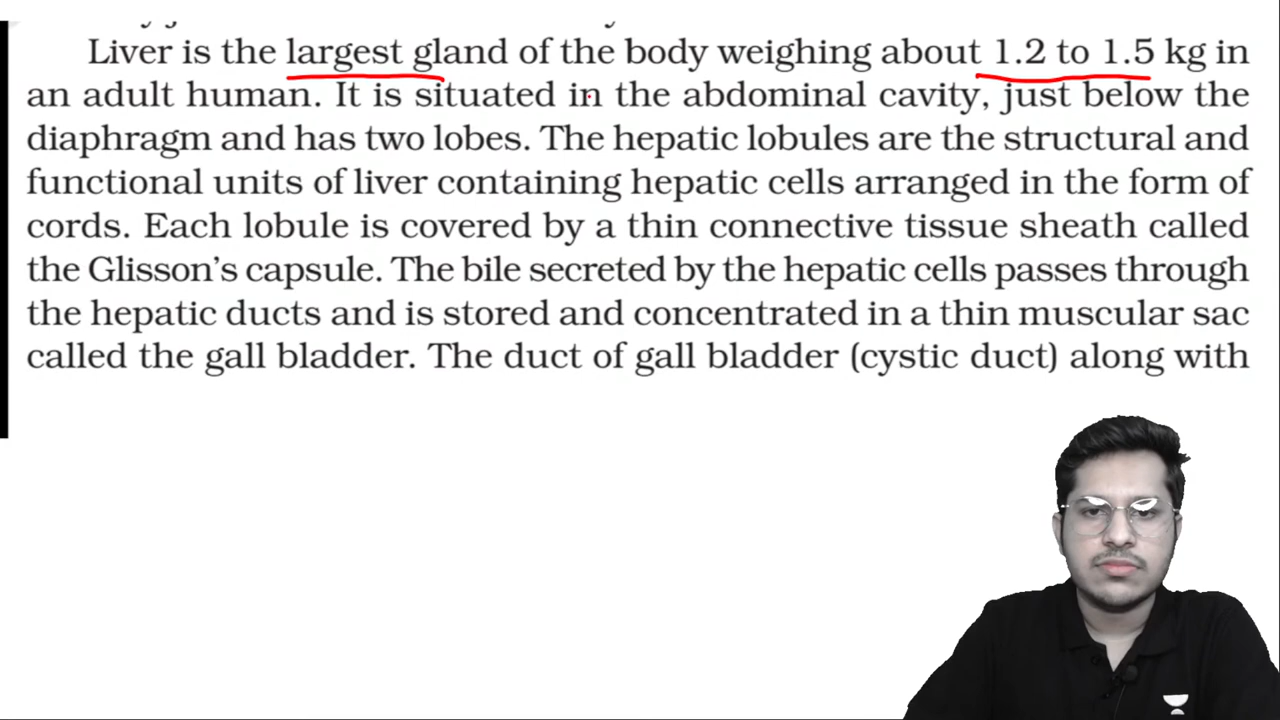 Liver is the largest gland of the body weighing about 1.2 to 1.5 kg in
an adult human. It is situated in the abdominal cavity, just below the
diaphragm and has two lobes. The hepatic lobules are the structural and
functional units of liver containing hepatic cells arranged in the form of
cords. Each lobule is covered by a thin connective tissue sheath called
the Glisson’s capsule. The bile secreted by the hepatic cells passes through
the hepatic ducts and is stored and concentrated in a thin muscular sac
called the gall bladder. The duct of gall bladder (cystic duct) along with